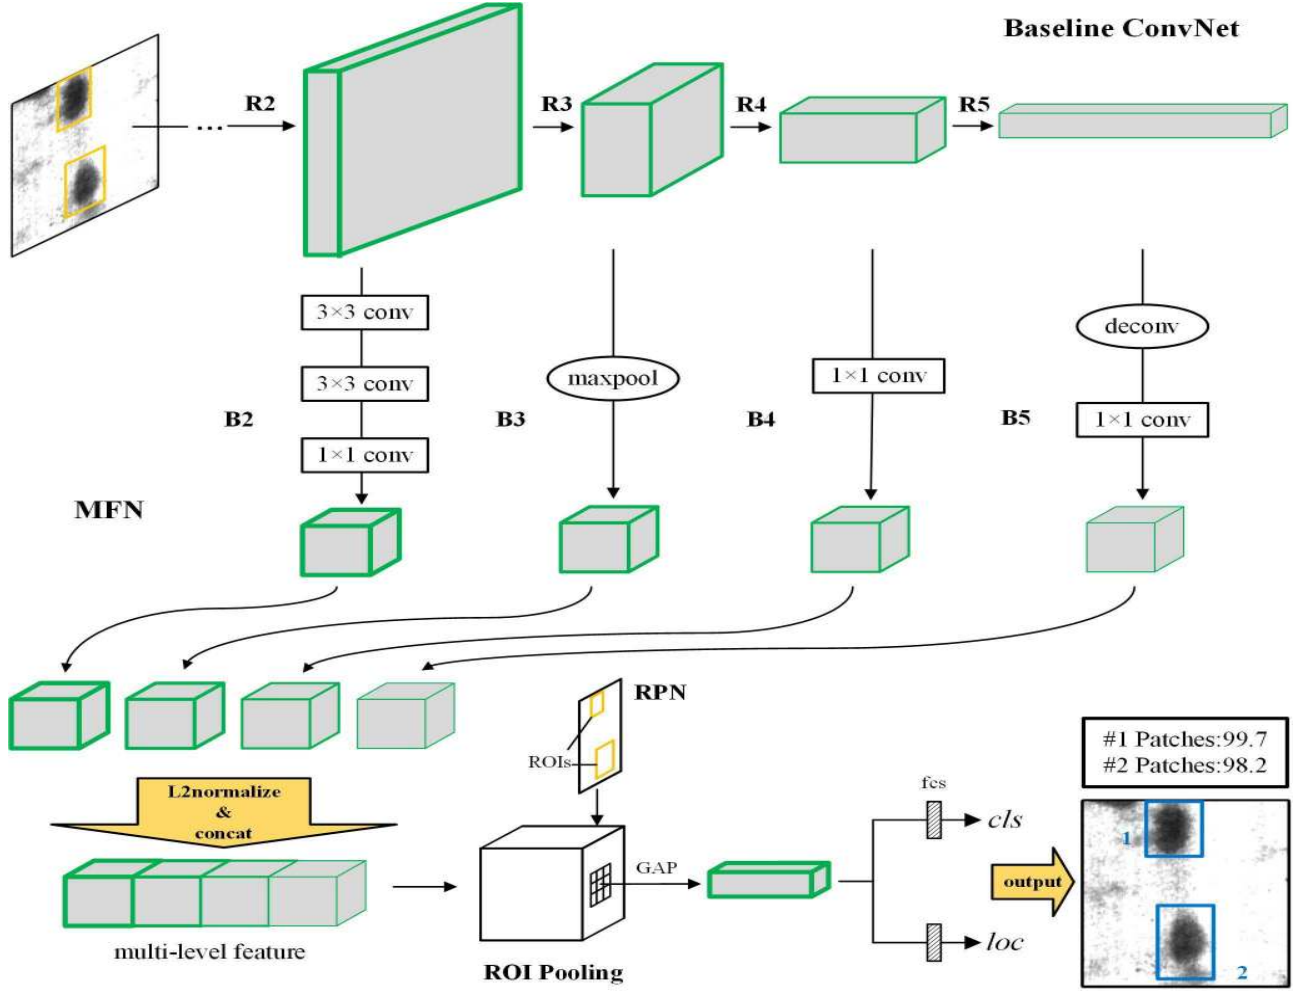 Baseline ConvNet
R2
R3
R4
R5
...
3×3 conv
3×3 conv
1×1 conv
maxpool
1×1 conv
deconv
1×1 conv
B2
B3
B4
B5
MFN
RPN
ROIs
L2normalize
&
concat
multi-level feature
ROI Pooling
GAP
fcs
cls
loc
output
#1 Patches:99.7
#2 Patches:98.2
1
2